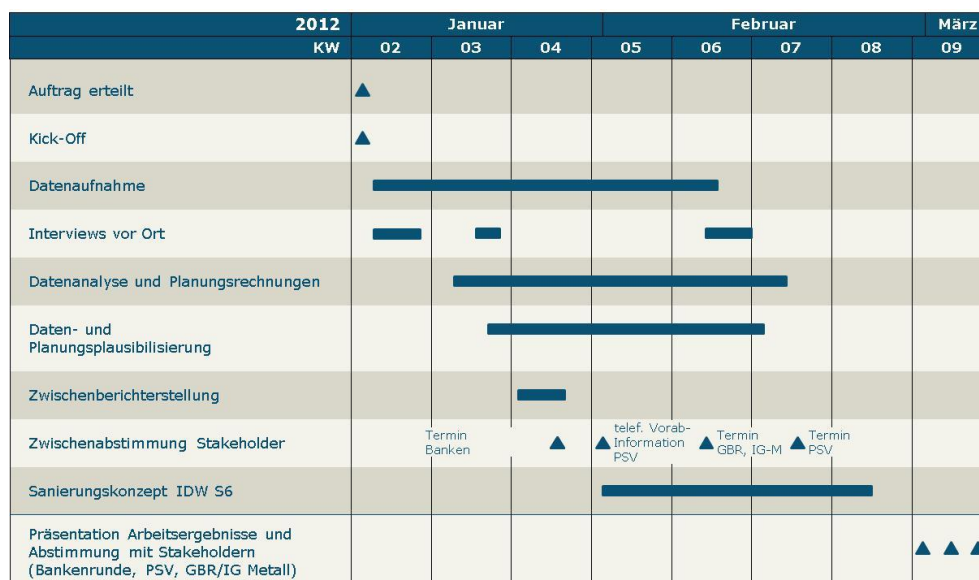 2012 Januar Februar März
KW 02 03 04 05 06 07 08 09
Auftrag erteilt
Kick-Off
Datenaufnahme
Interviews vor Ort
Datenanalyse und Planungsrechnungen
Daten- und
Planungsplausibilisierung
Zwischenberichterstellung
Zwischenabstimmung Stakeholder
Termin
Banken
telef. Vorab-
Information
PSV
Termin
GBR, IG-M
Termin
PSV
Sanierungskonzept IDW S6
Präsentation Arbeitsergebnisse und
Abstimmung mit Stakeholdern
(Bankenrunde, PSV, GBR/IG Metall)